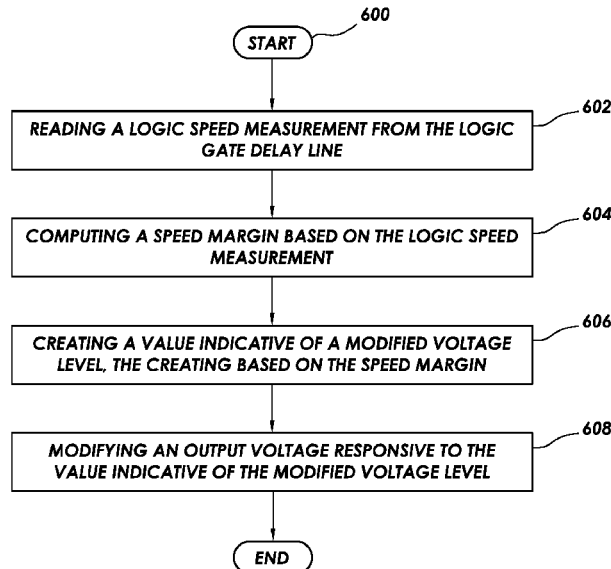 600
START
602
READING A LOGIC SPEED MEASUREMENT FROM THE LOGIC
GATE DELAY LINE
604
COMPUTING A SPEED MARGIN BASED ON THE LOGIC SPEED
MEASUREMENT
606
CREATING A VALUE INDICATIVE OF A MODIFIED VOLTAGE
LEVEL, THE CREATING BASED ON THE SPEED MARGIN
608
MODIFYING AN OUTPUT VOLTAGE RESPONSIVE TO THE
VALUE INDICATIVE OF THE MODIFIED VOLTAGE LEVEL
END